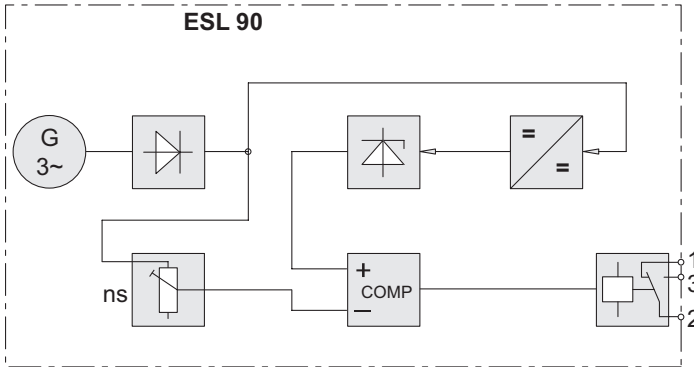 ESL 90
G
3~
=
=
ns
+
COMP
−
1
3
2